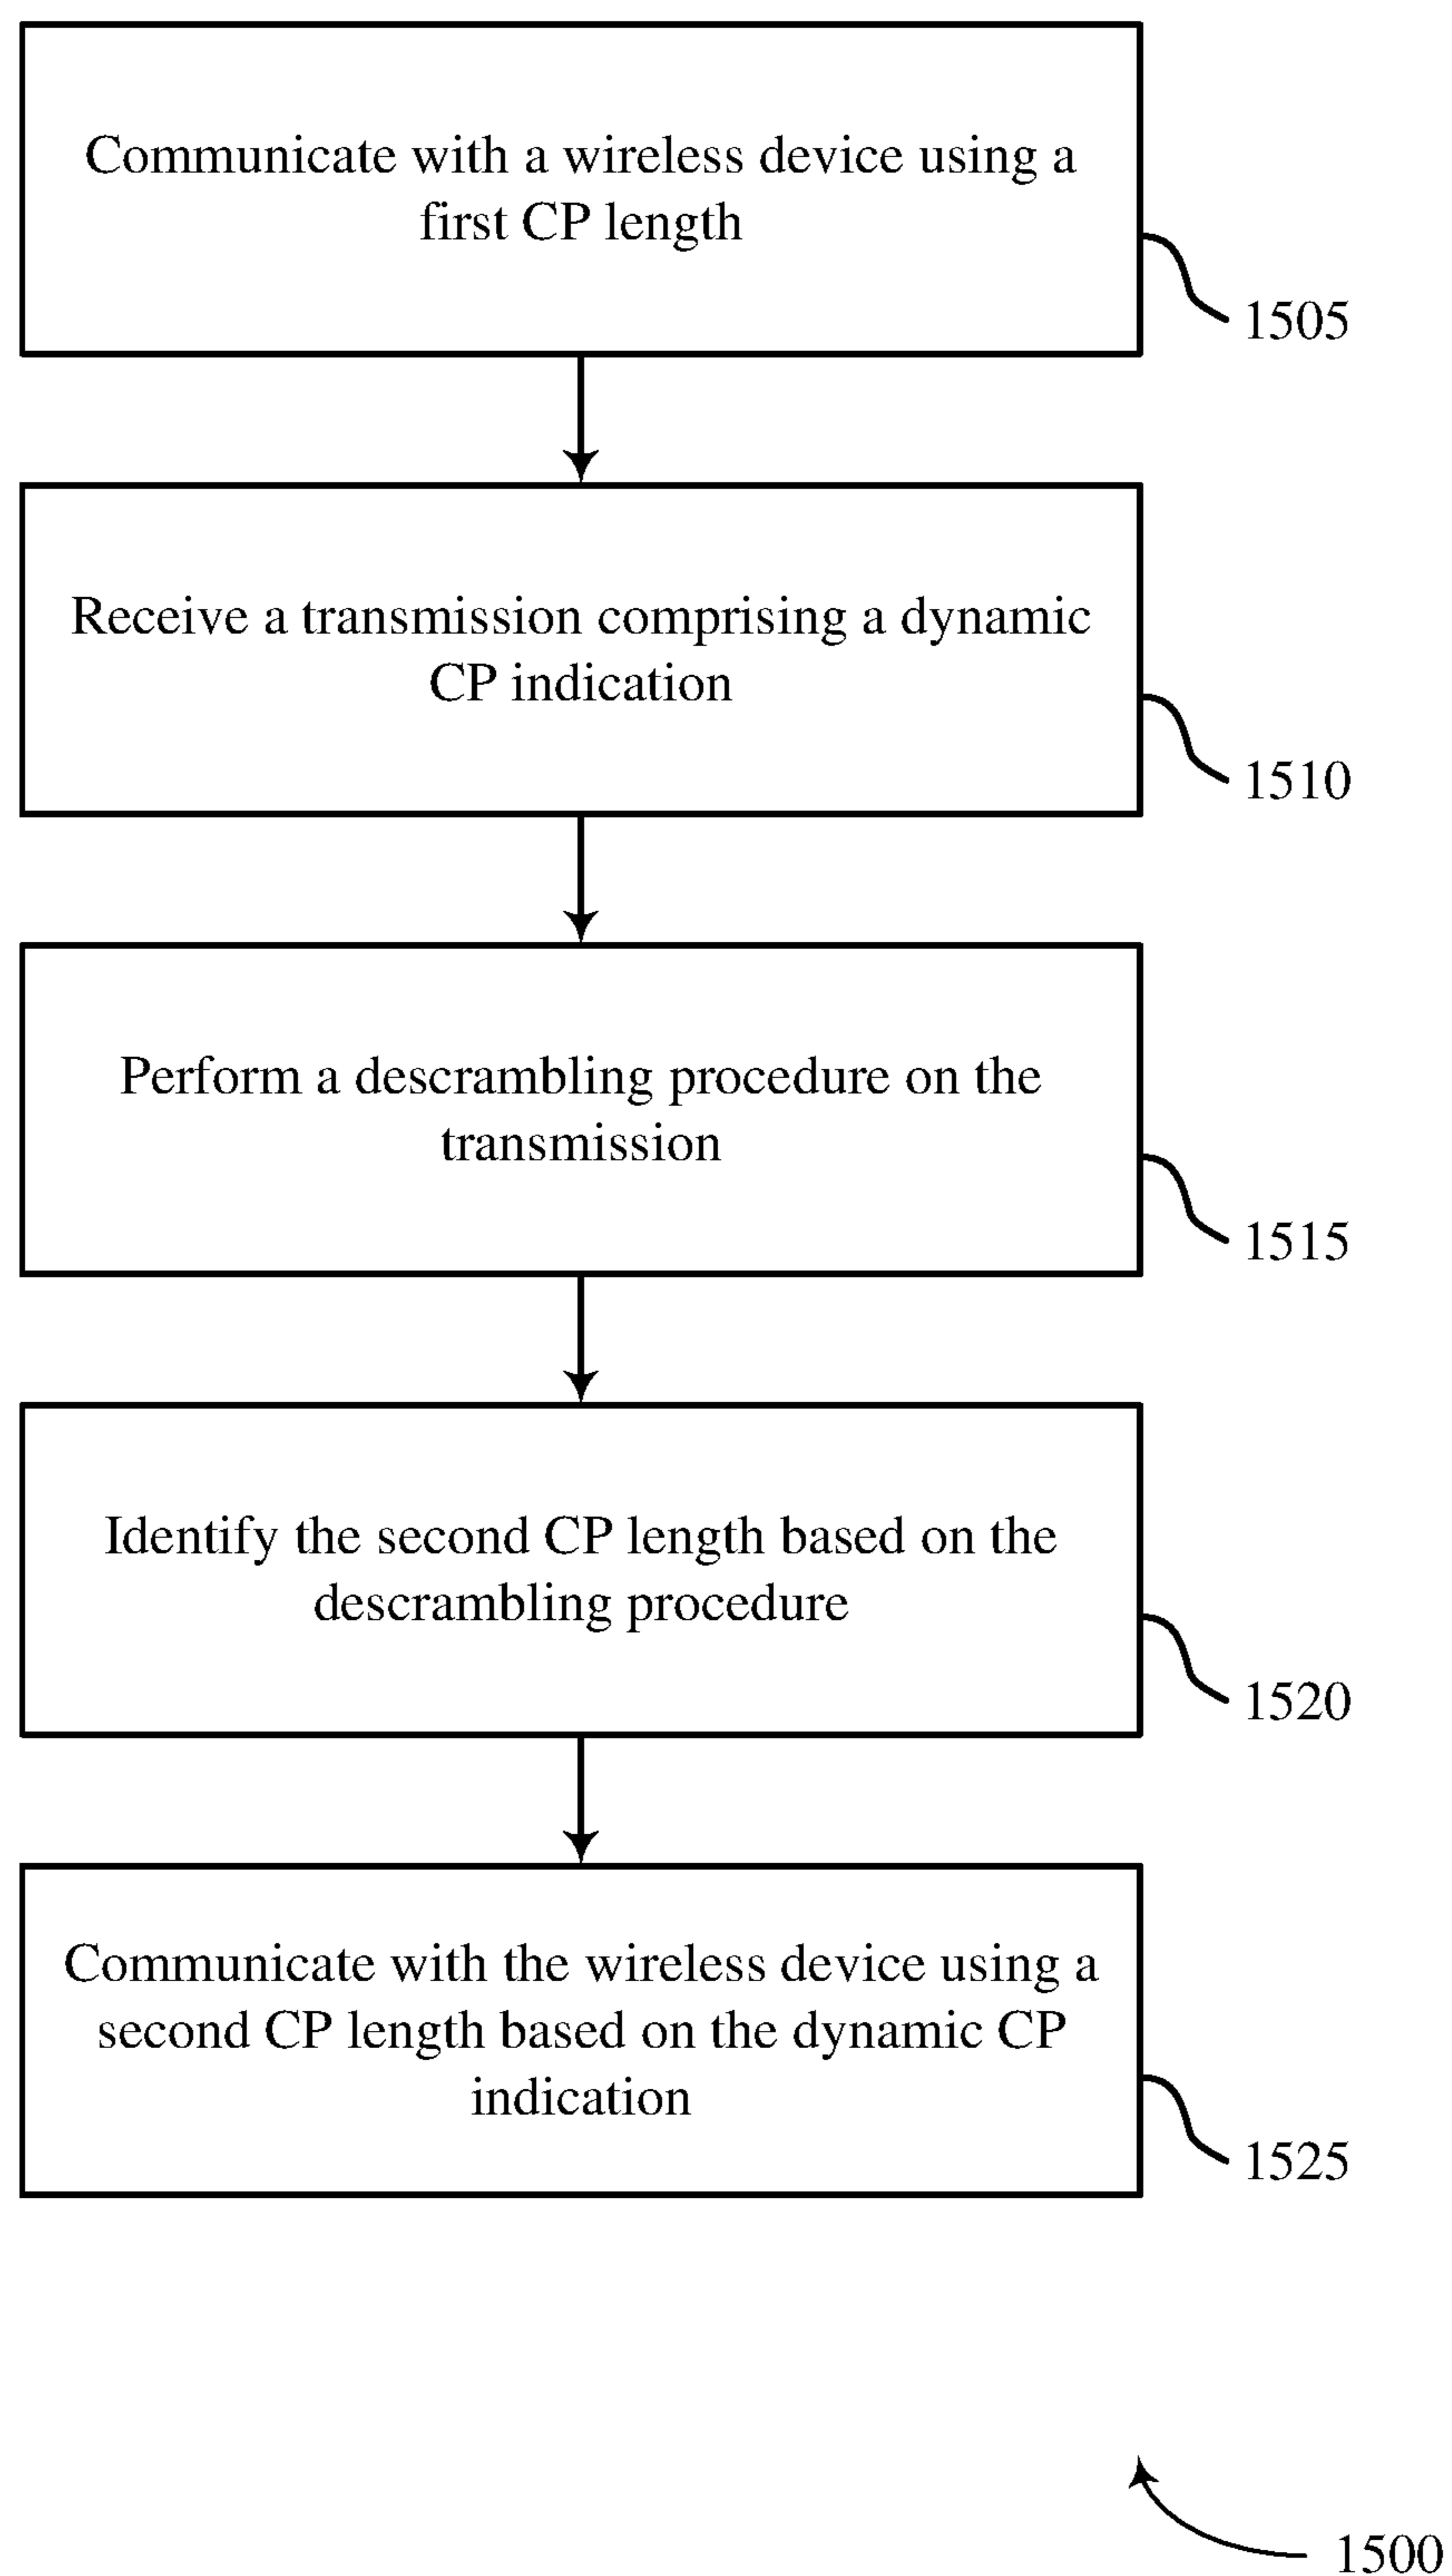 Communicate with a wireless device using a
first CP length
1505
Receive a transmission comprising a dynamic
CP indication
1510
Perform a descrambling procedure on the
transmission
1515
Identify the second CP length based on the
descrambling procedure
1520
Communicate with the wireless device using a
second CP length based on the dynamic CP
indication
1525
1500